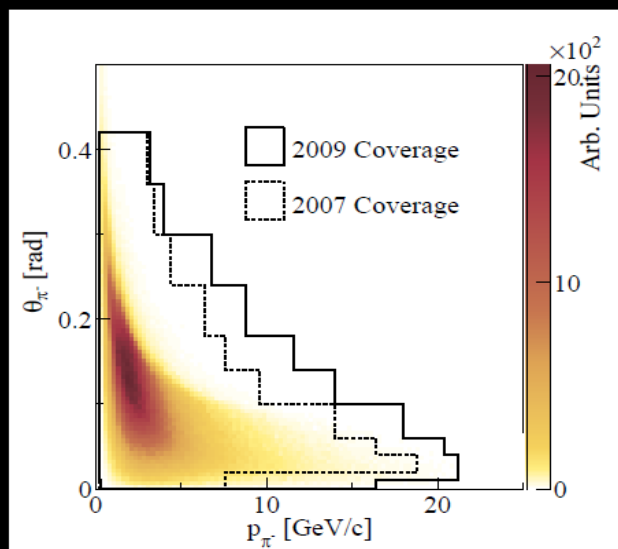 ×10²
20
Arb. Units
10
0
2009 Coverage
2007 Coverage
0.4
0.2
0
θπ- [rad]
0
10
20
pπ- [GeV/c]